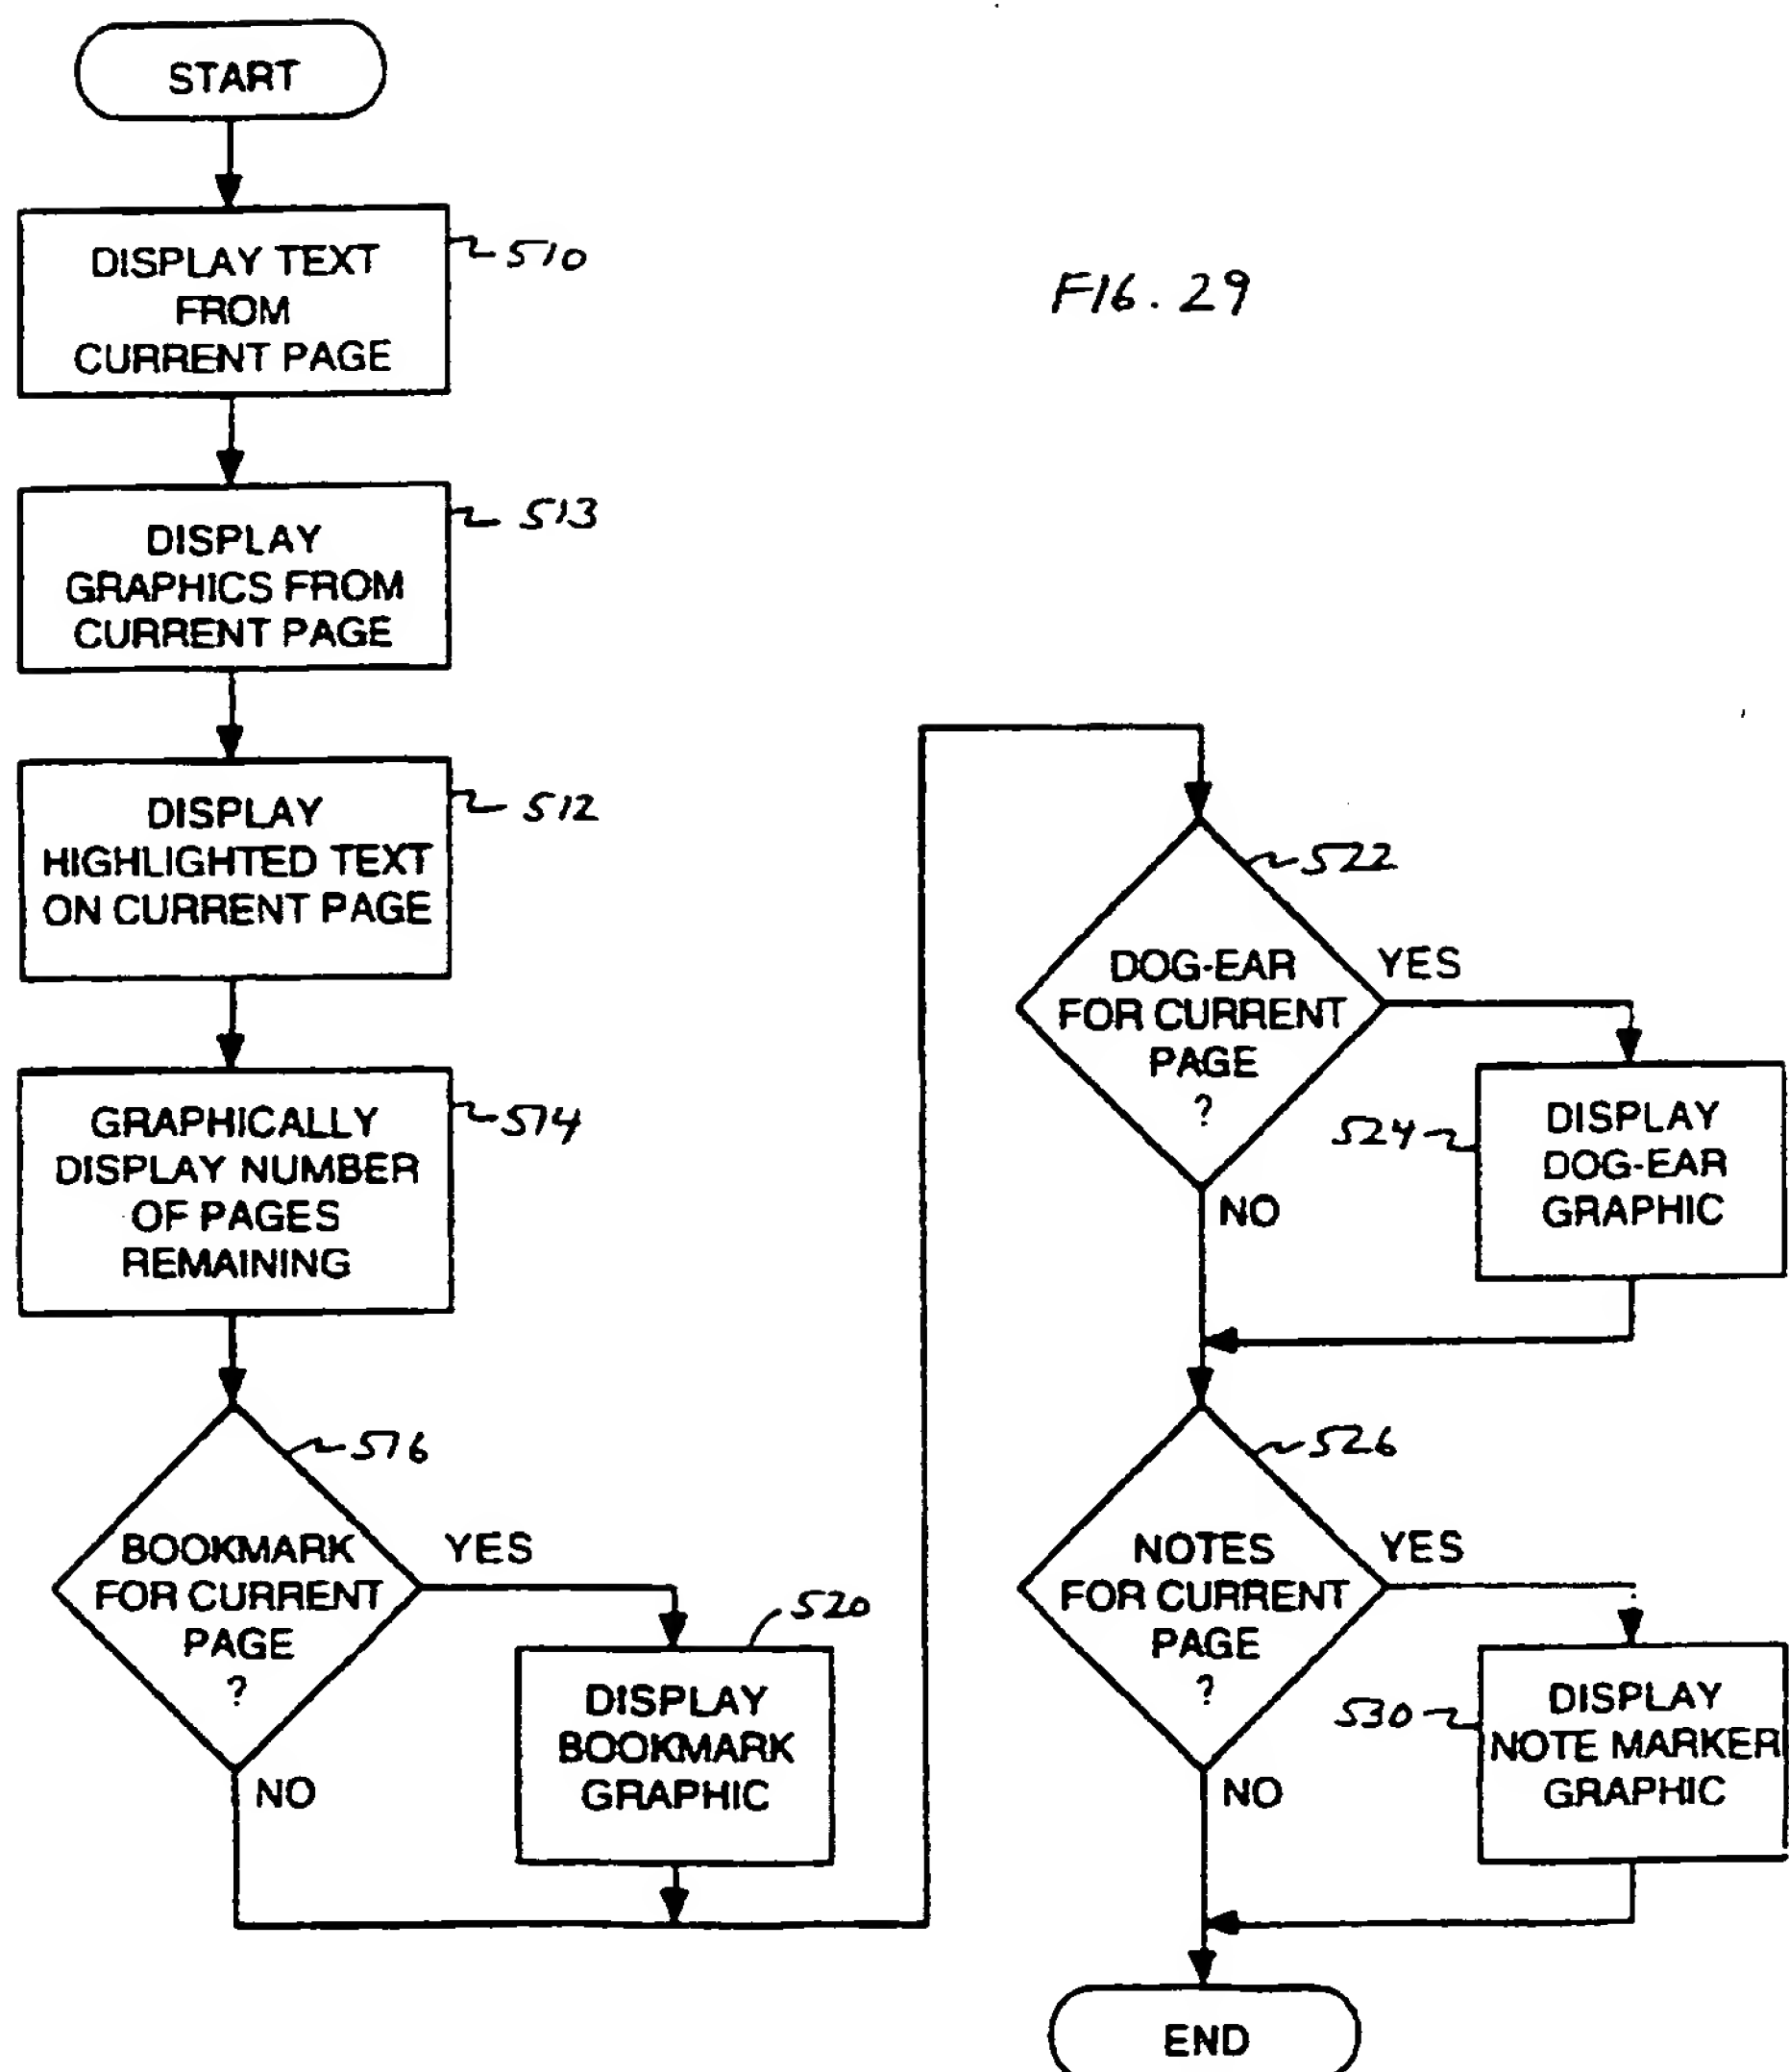 START
DISPLAY TEXT
FROM
CURRENT PAGE
510
FIG. 29
DISPLAY
GRAPHICS FROM
CURRENT PAGE
513
DISPLAY
HIGHLIGHTED TEXT
ON CURRENT PAGE
512
GRAPHICALLY
DISPLAY NUMBER
OF PAGES
REMAINING
514
BOOKMARK
FOR CURRENT
PAGE
?
516
YES
NO
DISPLAY
BOOKMARK
GRAPHIC
520
DOG-EAR
FOR CURRENT
PAGE
?
522
YES
NO
DISPLAY
DOG-EAR
GRAPHIC
524
NOTES
FOR CURRENT
PAGE
?
526
YES
NO
DISPLAY
NOTE MARKER
GRAPHIC
530
END